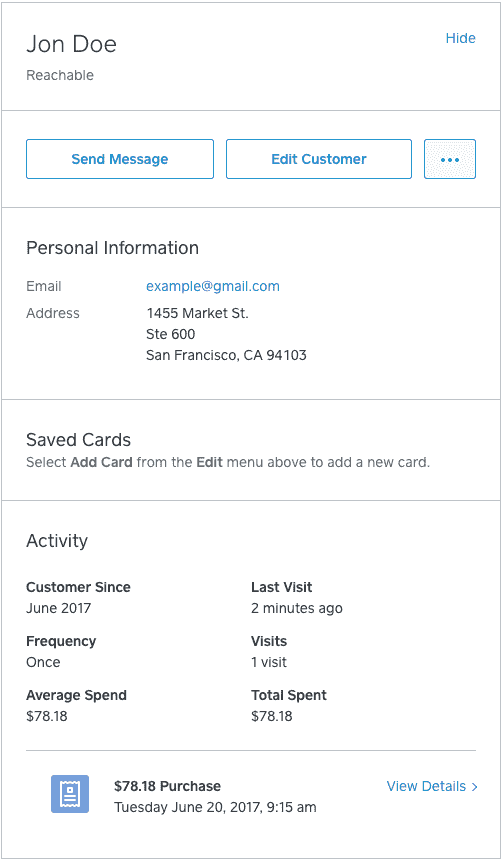 Jon Doe
Hide
Reachable
Send Message
Edit Customer
•••
Personal Information
Email example@gmail.com
Address 1455 Market St.
Ste 600
San Francisco, CA 94103
Saved Cards
Select Add Card from the Edit menu above to add a new card.
Activity
Customer Since
June 2017
Last Visit
2 minutes ago
Frequency
Once
Visits
1 visit
Average Spend
$78.18
Total Spent
$78.18
$78.18 Purchase
Tuesday June 20, 2017, 9:15 am
View Details >